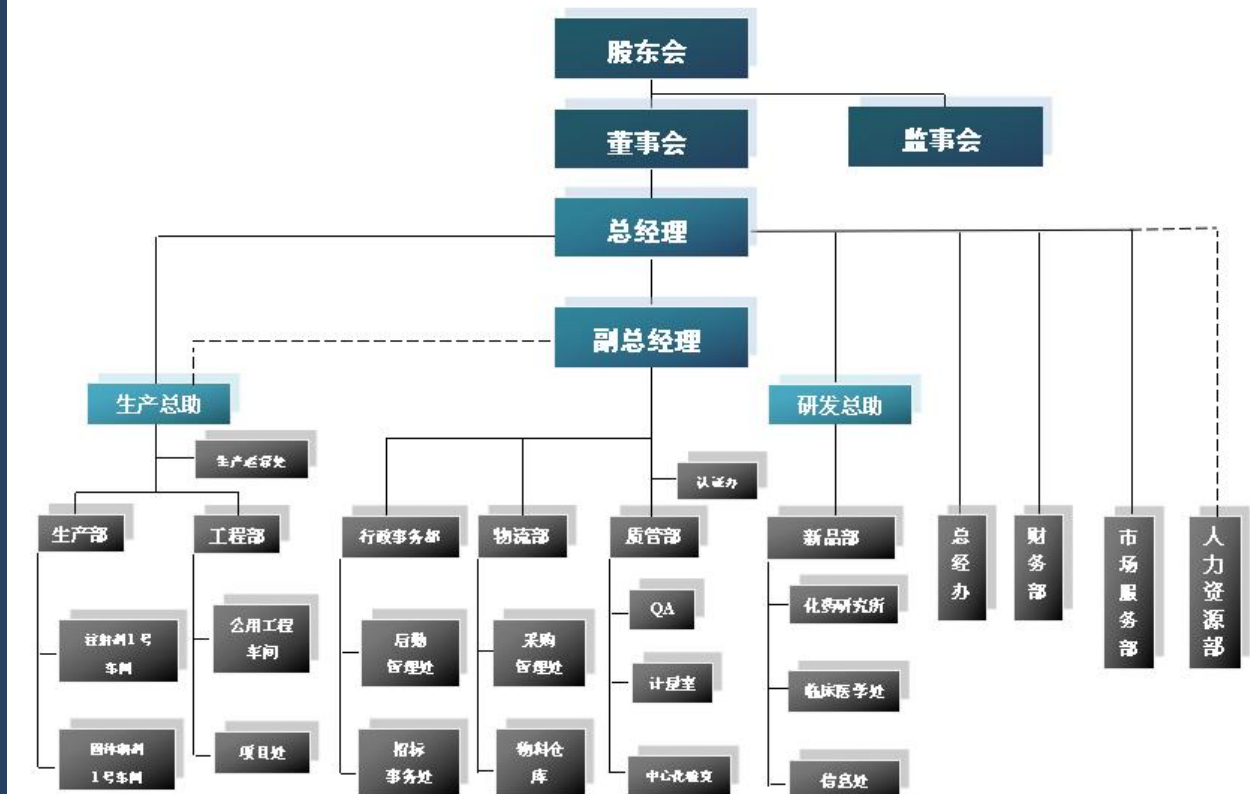 股东会
董事会
监事会
总经理
副总经理
生产总助
研发总助
生产运营处
认证办
生产部
工程部
行政事务部
物流部
质管部
新品部
总经办
财务部
市场服务部
人力资源部
注射剂1号
车间
公用工程
车间
后勤
管理处
采购
管理处
QA
化药研究所
计量室
临床医学处
固体制剂
1号车间
项目处
招标
事务处
物料仓
库
中心化验室
信息处